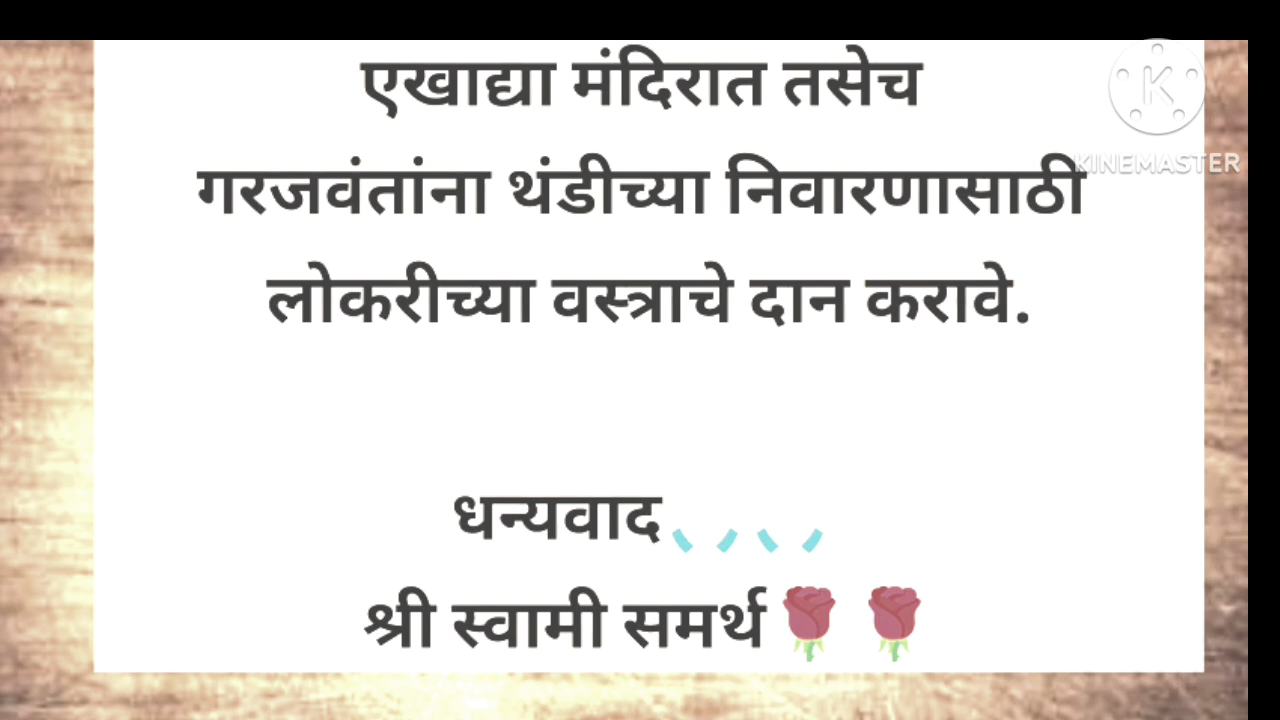 एखाद्या मंदिरात तसेच
गरजवंतांना थंडीच्या निवारणासाठी
लोकरीच्या वस्त्राचे दान करावे.
धन्यवाद
श्री स्वामी समर्थ🌹🌹
KINEMASTER